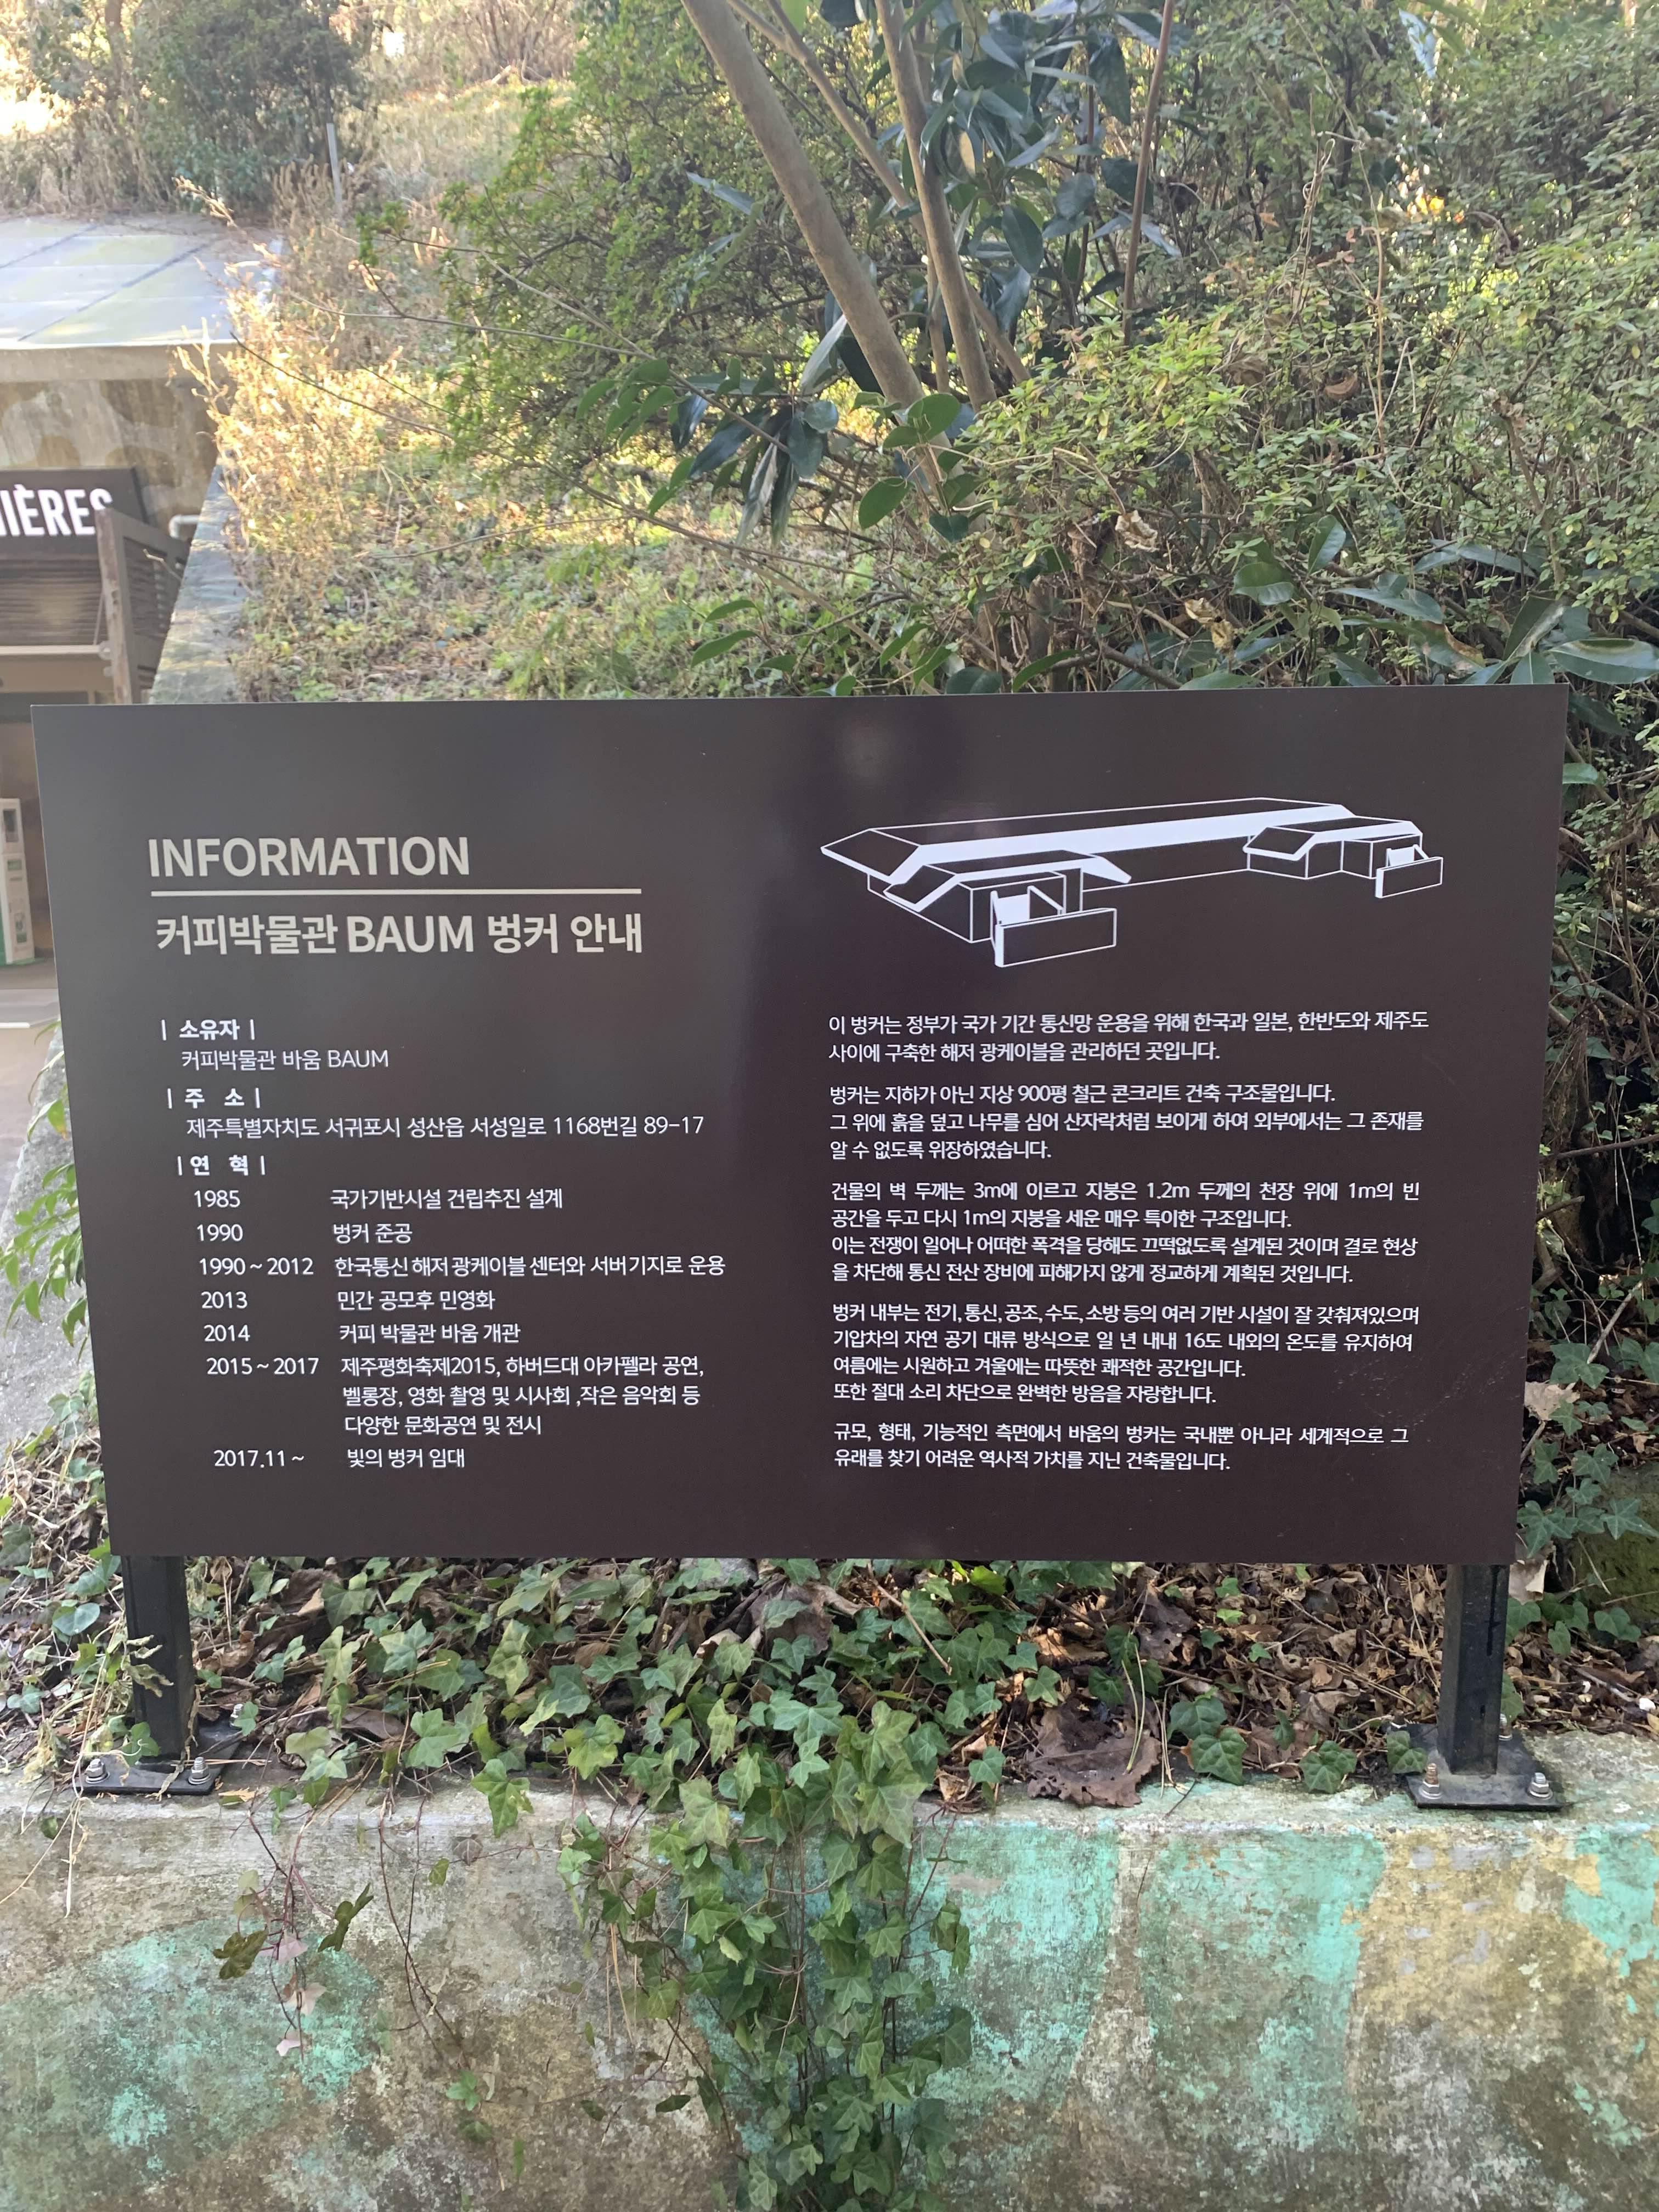 IÈRES
INFORMATION
커피박물관 BAUM 벙커 안내
| 소유자 |
커피박물관 바움 BAUM
| 주 소 |
제주특별자치도 서귀포시 성산읍 서성일로 1168번길 89-17
| 연 혁 |
1985 국가기반시설 건립추진 설계
1990 벙커 준공
1990 ~ 2012 한국통신 해저 광케이블 센터와 서버기지로 운용
2013 민간 공모후 민영화
2014 커피 박물관 바움 개관
2015 ~ 2017 제주평화축제2015, 하버드대 아카펠라 공연,
벨롱장, 영화 촬영 및 시사회 ,작은 음악회 등
다양한 문화공연 및 전시
2017.11 ~ 빛의 벙커 임대
이 벙커는 정부가 국가 기간 통신망 운용을 위해 한국과 일본, 한반도와 제주도
사이에 구축한 해저 광케이블을 관리하던 곳입니다.
벙커는 지하가 아닌 지상 900평 철근 콘크리트 건축 구조물입니다.
그 위에 흙을 덮고 나무를 심어 산자락처럼 보이게 하여 외부에서는 그 존재를
알 수 없도록 위장하였습니다.
건물의 벽 두께는 3m에 이르고 지붕은 1.2m 두께의 천장 위에 1m의 빈
공간을 두고 다시 1m의 지붕을 세운 매우 특이한 구조입니다.
이는 전쟁이 일어나 어떠한 폭격을 당해도 끄떡없도록 설계된 것이며 결로 현상
을 차단해 통신 전산 장비에 피해가지 않게 정교하게 계획된 것입니다.
벙커 내부는 전기,통신,공조,수도,소방 등의 여러 기반 시설이 잘 갖춰져있으며
기압차의 자연 공기 대류 방식으로 일 년 내내 16도 내외의 온도를 유지하여
여름에는 시원하고 겨울에는 따뜻한 쾌적한 공간입니다.
또한 절대 소리 차단으로 완벽한 방음을 자랑합니다.
규모, 형태, 기능적인 측면에서 바움의 벙커는 국내뿐 아니라 세계적으로 그
유래를 찾기 어려운 역사적 가치를 지닌 건축물입니다.